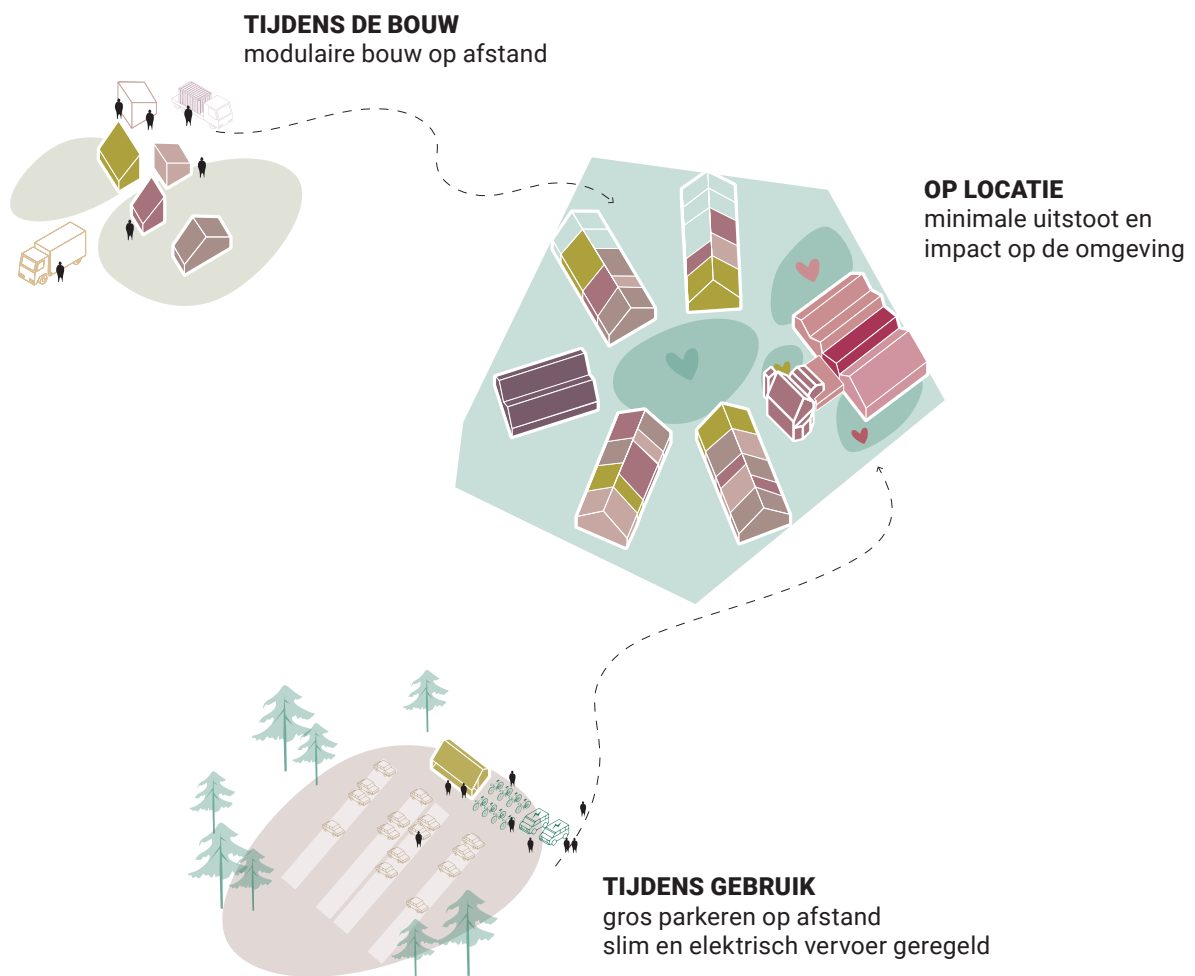 TIJDENS DE BOUW
modulaire bouw op afstand
OP LOCATIE
minimale uitstoot en
impact op de omgeving
TIJDENS GEBRUIK
gros parkeren op afstand
slim en elektrisch vervoer geregeld